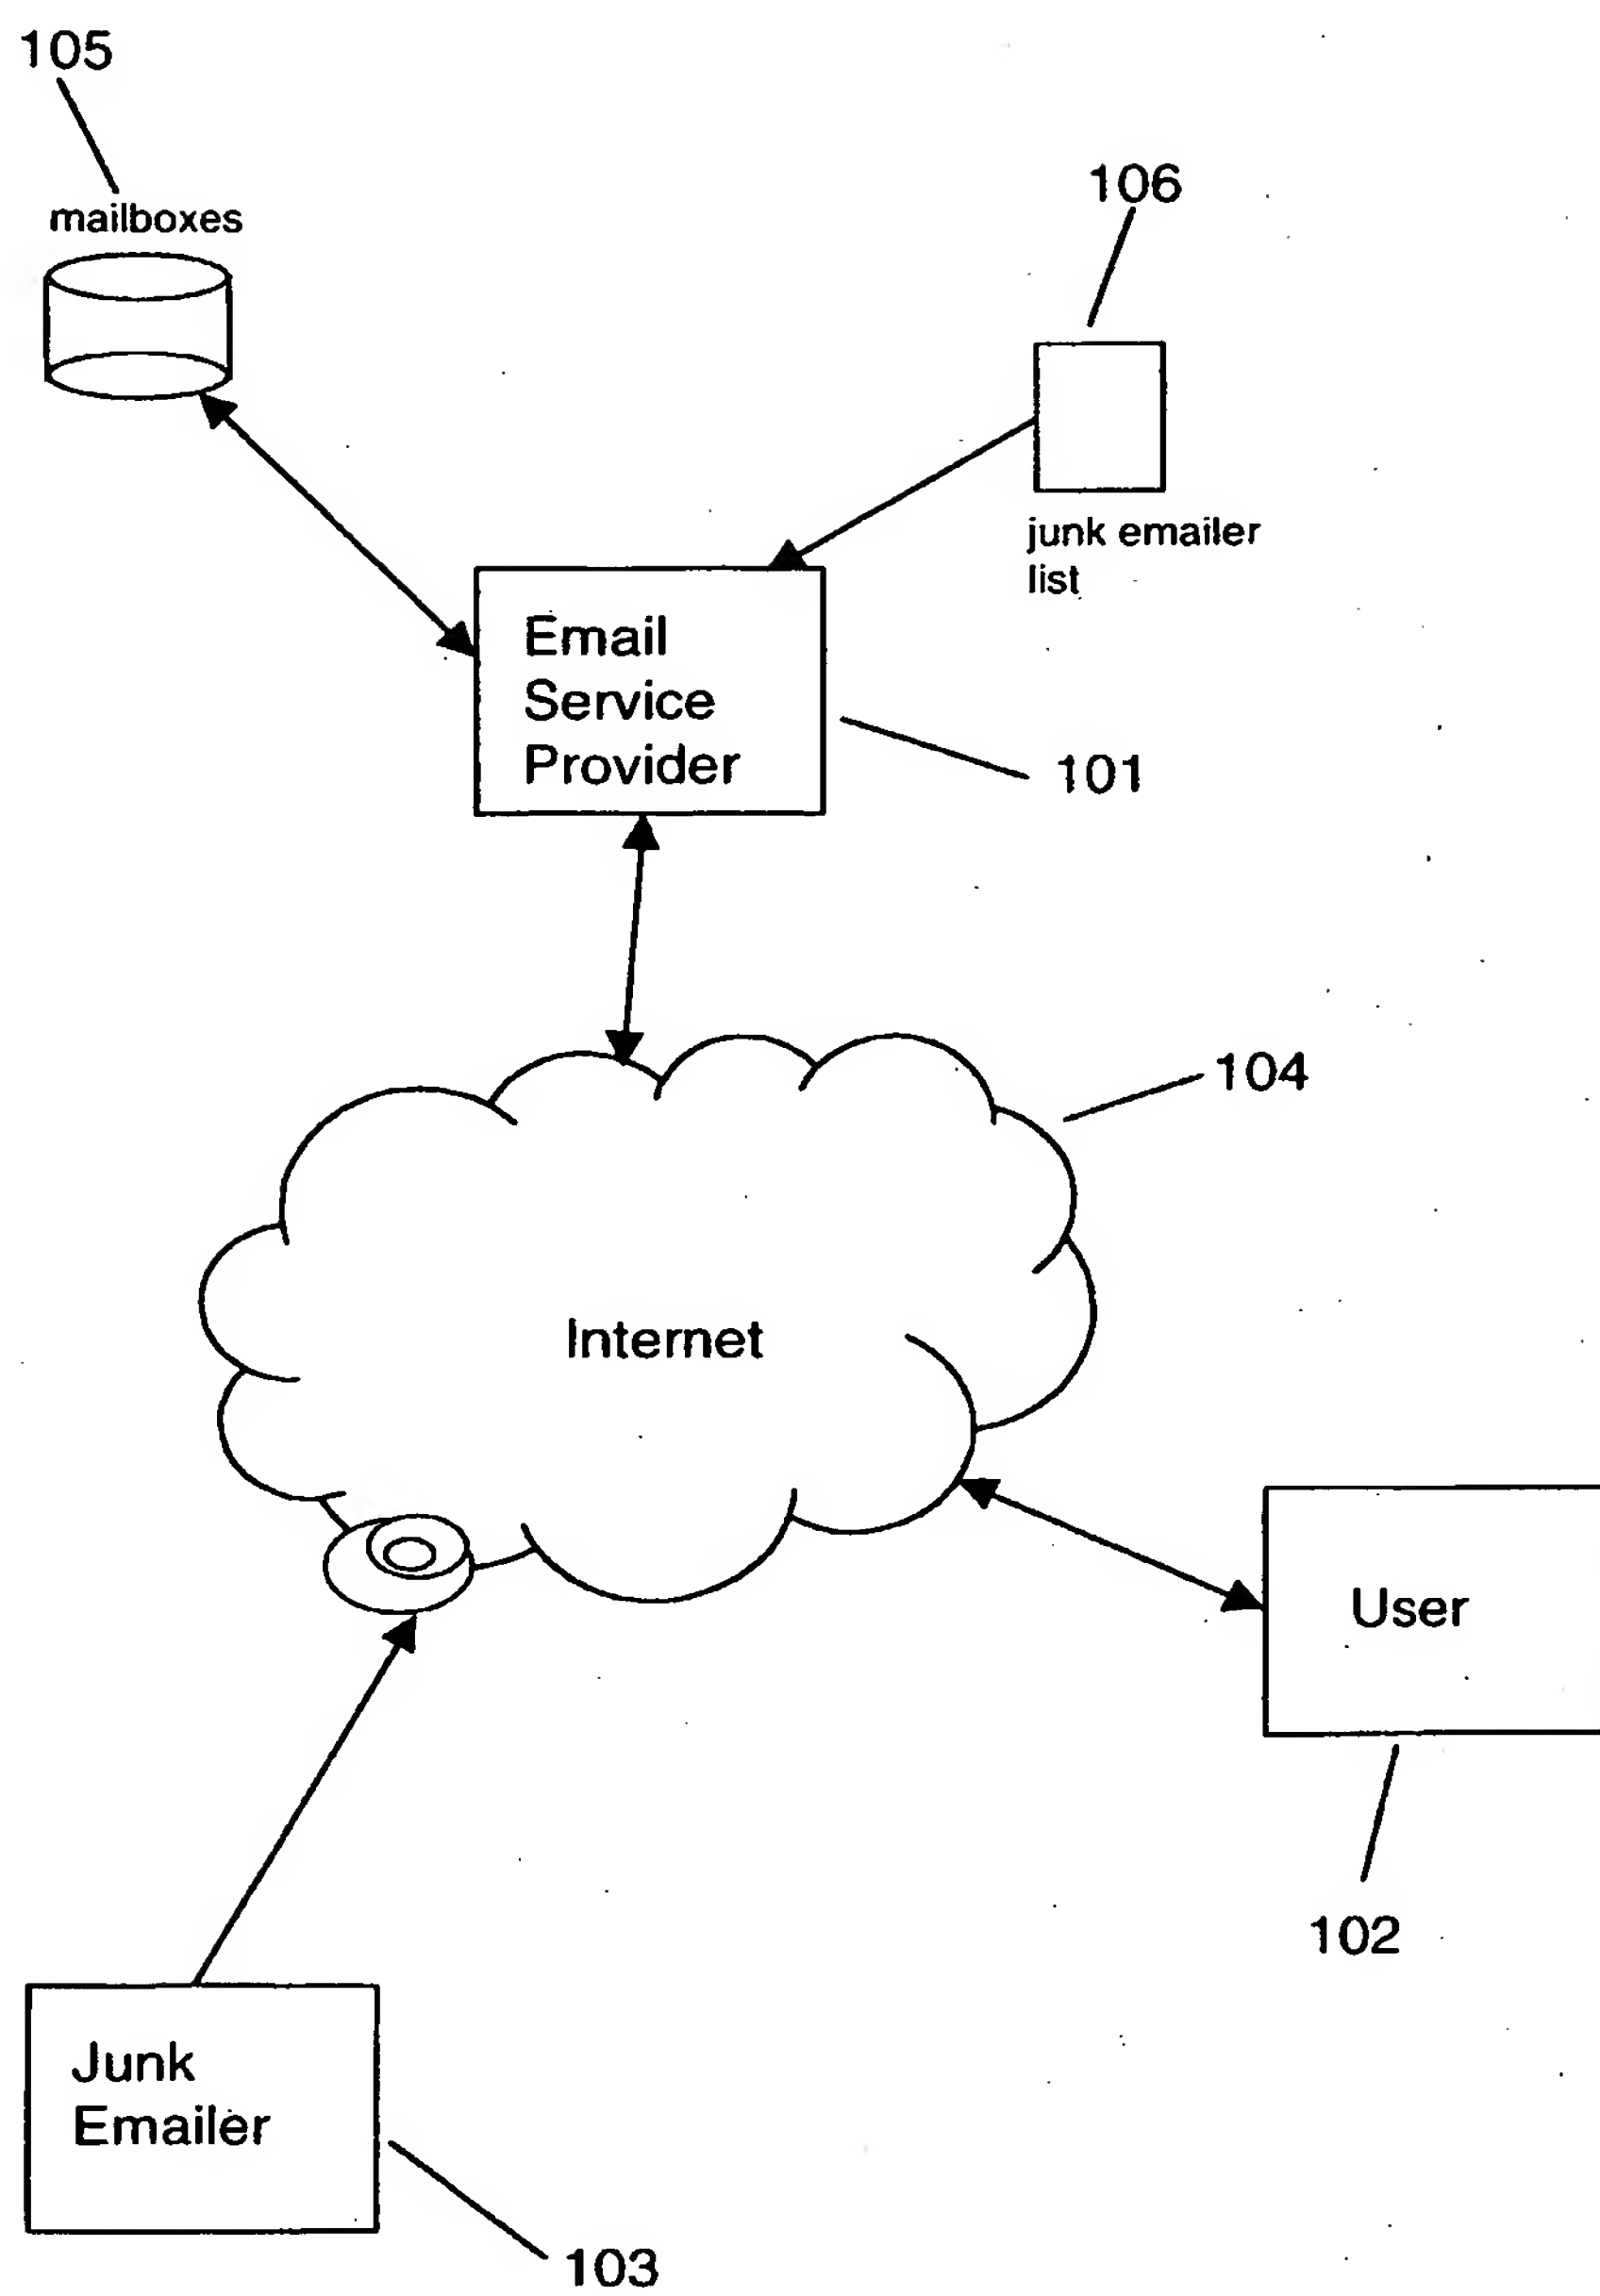 105
mailboxes
106
junk emailer
list
Email
Service
Provider
101
104
Internet
User
102
Junk
Emailer
103